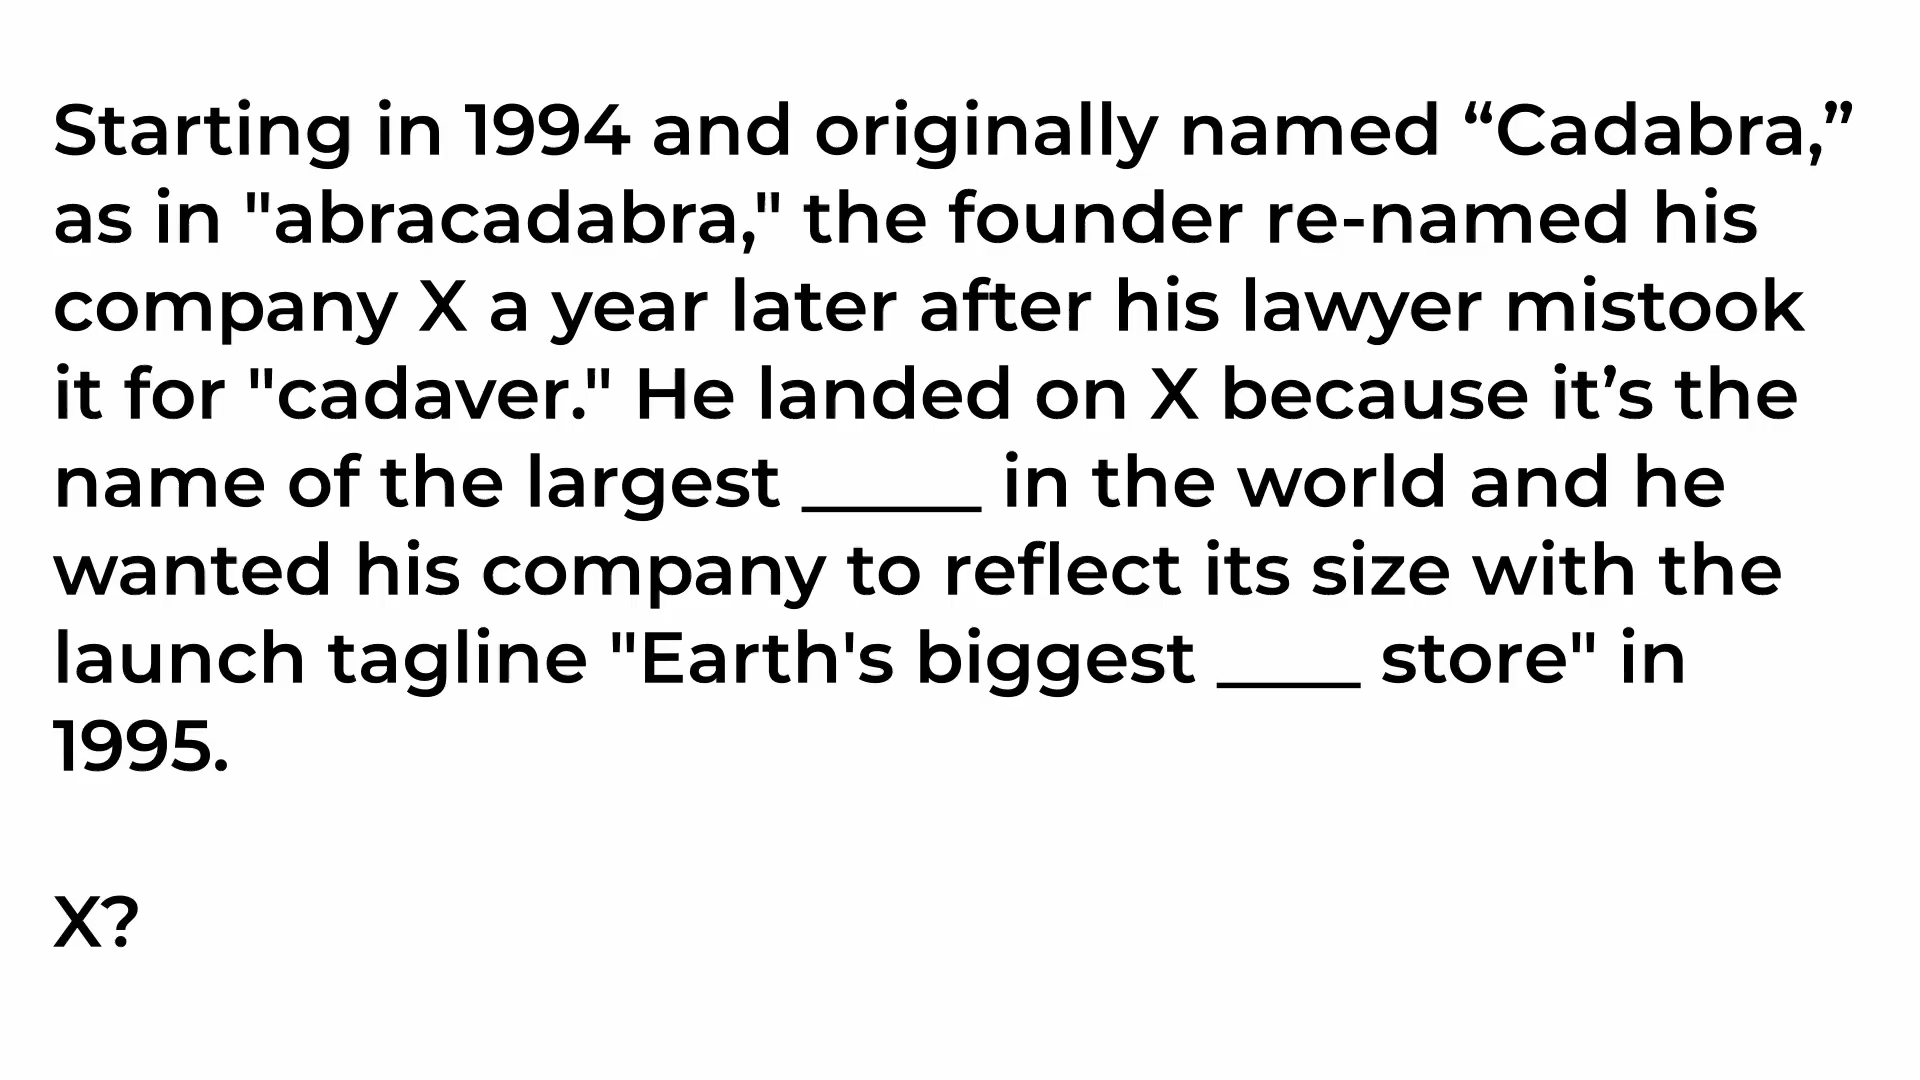 Starting in 1994 and originally named “Cadabra,”
as in "abracadabra," the founder re-named his
company X a year later after his lawyer mistook
it for "cadaver." He landed on X because it’s the
name of the largest _____ in the world and he
wanted his company to reflect its size with the
launch tagline "Earth's biggest ____ store" in
1995.
X?